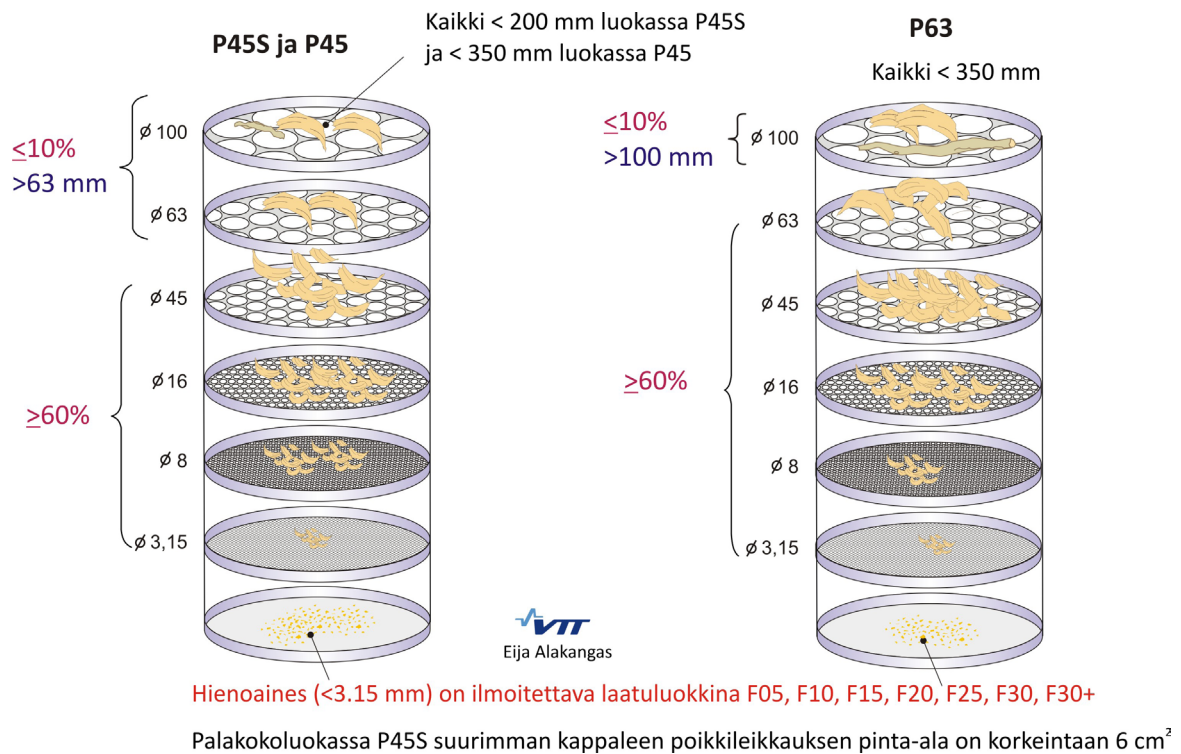 P45S ja P45
Kaikki < 200 mm luokassa P45S
ja < 350 mm luokassa P45
≤10%
>63 mm
ø 100
ø 63
ø 45
ø 16
≥60%
ø 8
ø 3,15
P63
Kaikki < 350 mm
≤10%
>100 mm
ø 100
ø 63
ø 45
ø 16
≥60%
ø 8
ø 3,15
VTT
Eija Alakangas
Hienoaines (<3.15 mm) on ilmoitettava laatuluokkina F05, F10, F15, F20, F25, F30, F30+
Palakokoluokassa P45S suurimman kappaleen poikkileikkauksen pinta-ala on korkeintaan 6 cm²